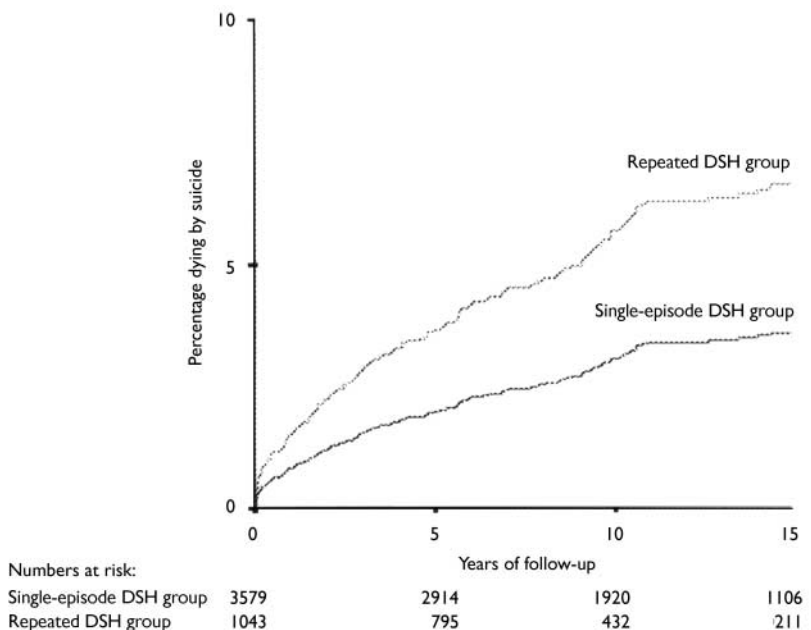 10
Repeated DSH group
Percentage dying by suicide
5
Single-episode DSH group
0
0 5 10 15
Years of follow-up
Numbers at risk:
Single-episode DSH group 3579 2914 1920 1106
Repeated DSH group 1043 795 432 211